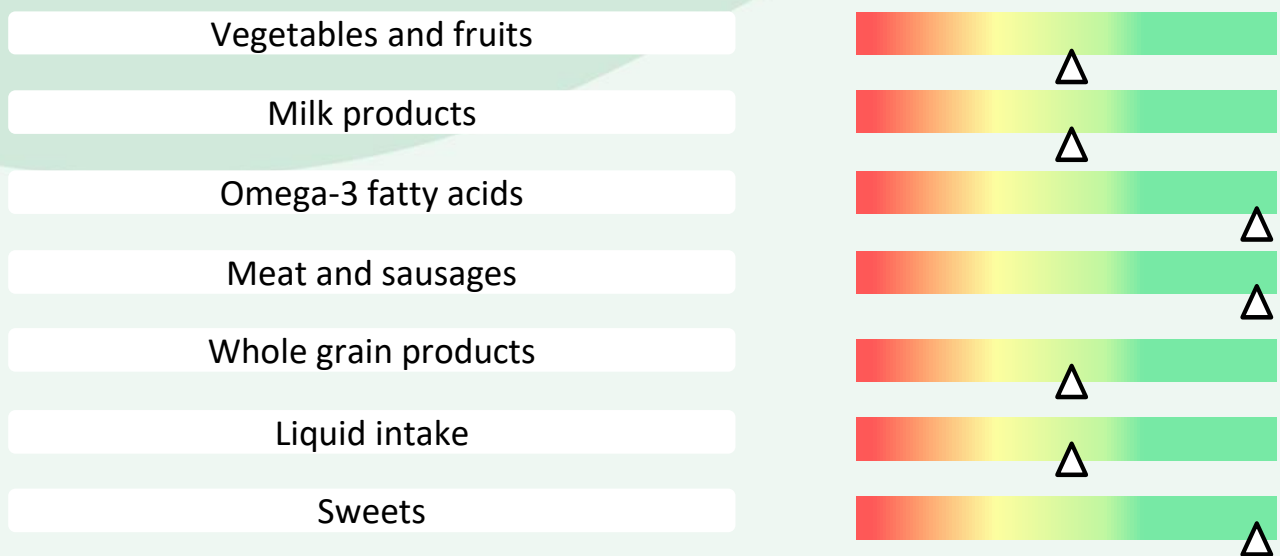 Vegetables and fruits
Milk products
Omega-3 fatty acids
Meat and sausages
Whole grain products
Liquid intake
Sweets